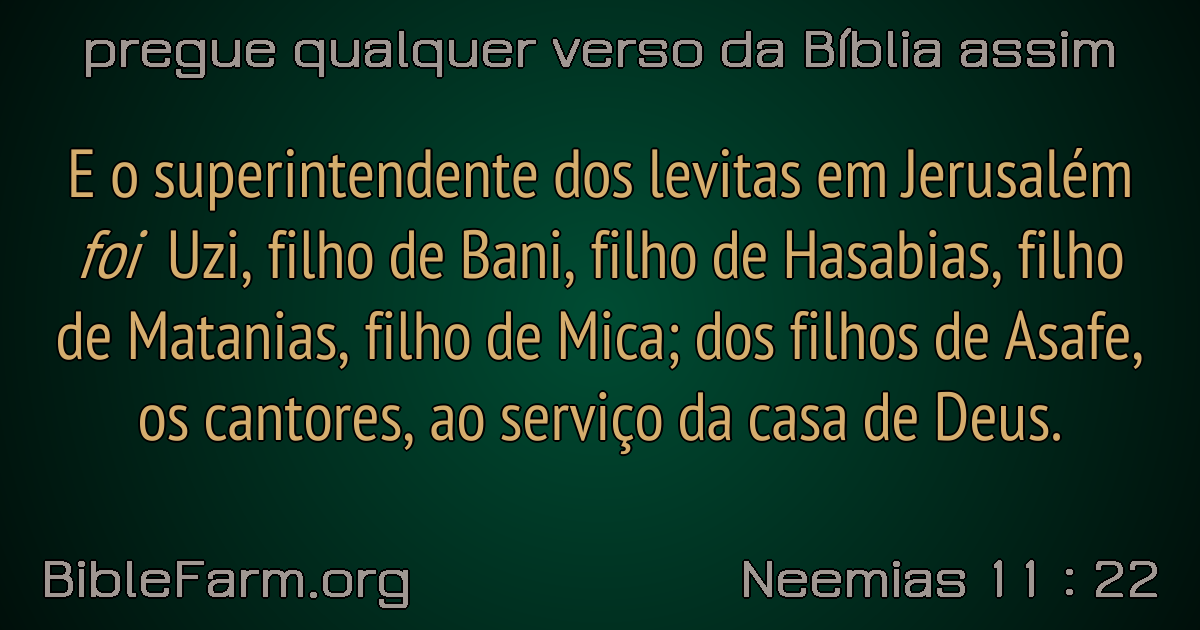 pregue qualquer verso da Bíblia assim
E o superintendente dos levitas em Jerusalém
foi Uzi, filho de Bani, filho de Hasabias, filho
de Matanias, filho de Mica; dos filhos de Asafe,
os cantores, ao serviço da casa de Deus.
BibleFarm.org
Neemias 11 : 22